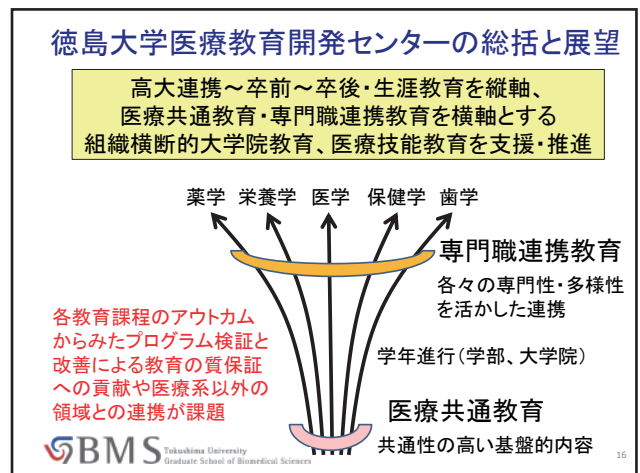 徳島大学医療教育開発センターの総括と展望
高大連携～卒前～卒後・生涯教育を縦軸、
医療共通教育・専門職連携教育を横軸とする
組織横断的大学院教育、医療技能教育を支援・推進
薬学 栄養学 医学 保健学 歯学
専門職連携教育
各々の専門性・多様性
を活かした連携
各教育課程のアウトカム
からみたプログラム検証と
改善による教育の質保証
への貢献や医療系以外の
領域との連携が課題
学年進行(学部、大学院)
医療共通教育
共通性の高い基盤的内容
BMS
Tokushima University
Graduate School of Biomedical Sciences
16